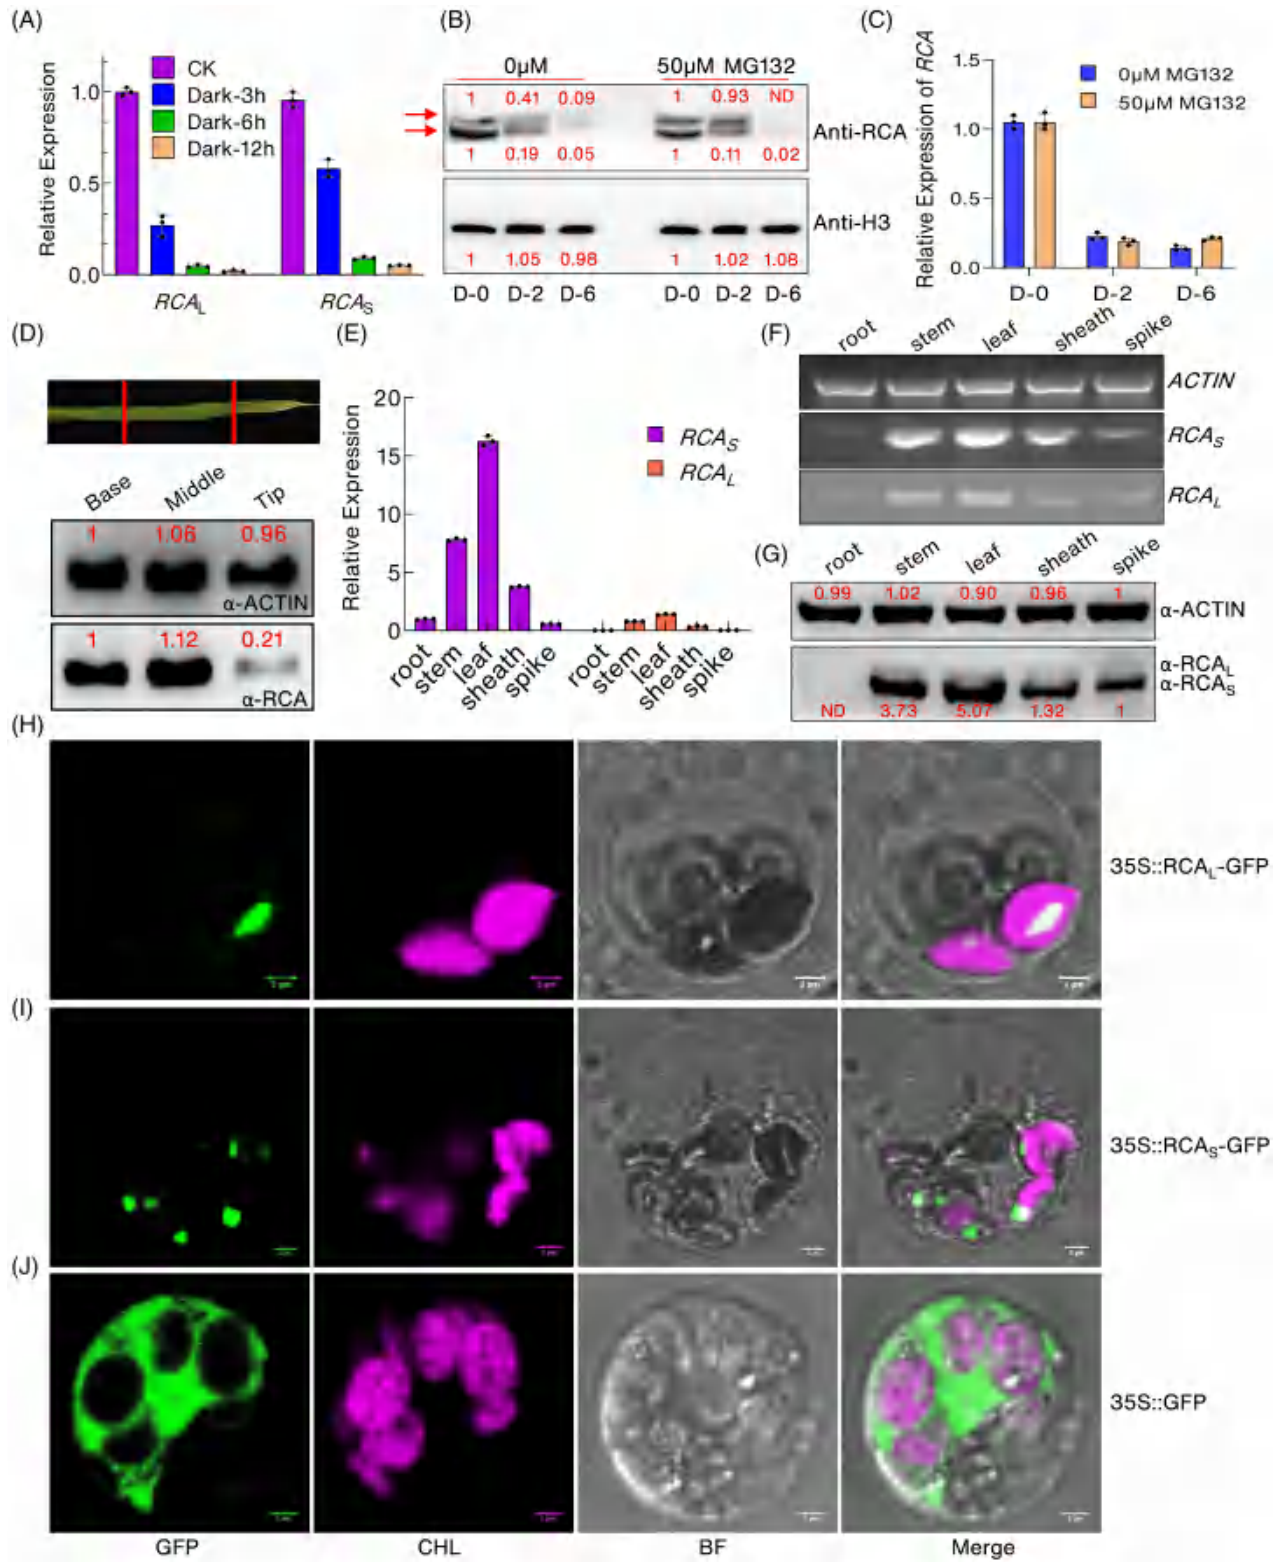 (A)
Relative Expression
1.0
0.5
0.0
CK
Dark-3h
Dark-6h
Dark-12h
RCAL
RCAS
(B)
0μM
50μM MG132
1 0.41 0.09 1 0.93 ND
Anti-RCA
1 0.19 0.05 1 0.11 0.02
Anti-H3
1 1.05 0.98 1 1.02 1.08
D-0 D-2 D-6 D-0 D-2 D-6
(C)
Relative Expression of RCA
1.5
1.0
0.5
0.0
0μM MG132
50μM MG132
D-0 D-2 D-6
(D)
Base Middle Tip
1 1.06 0.96
α-ACTIN
1 1.12 0.21
α-RCA
(E)
Relative Expression
20
15
10
5
0
RCAS
RCAL
root stem leaf sheath spike root stem leaf sheath spike
(F)
root stem leaf sheath spike
ACTIN
RCAS
RCAL
(G)
root stem leaf sheath spike
0.99 1.02 0.90 0.96 1
α-ACTIN
α-RCAL
α-RCAS
ND 3.73 5.07 1.32 1
(H)
35S::RCAL-GFP
(I)
35S::RCAS-GFP
(J)
35S::GFP
GFP CHL BF Merge